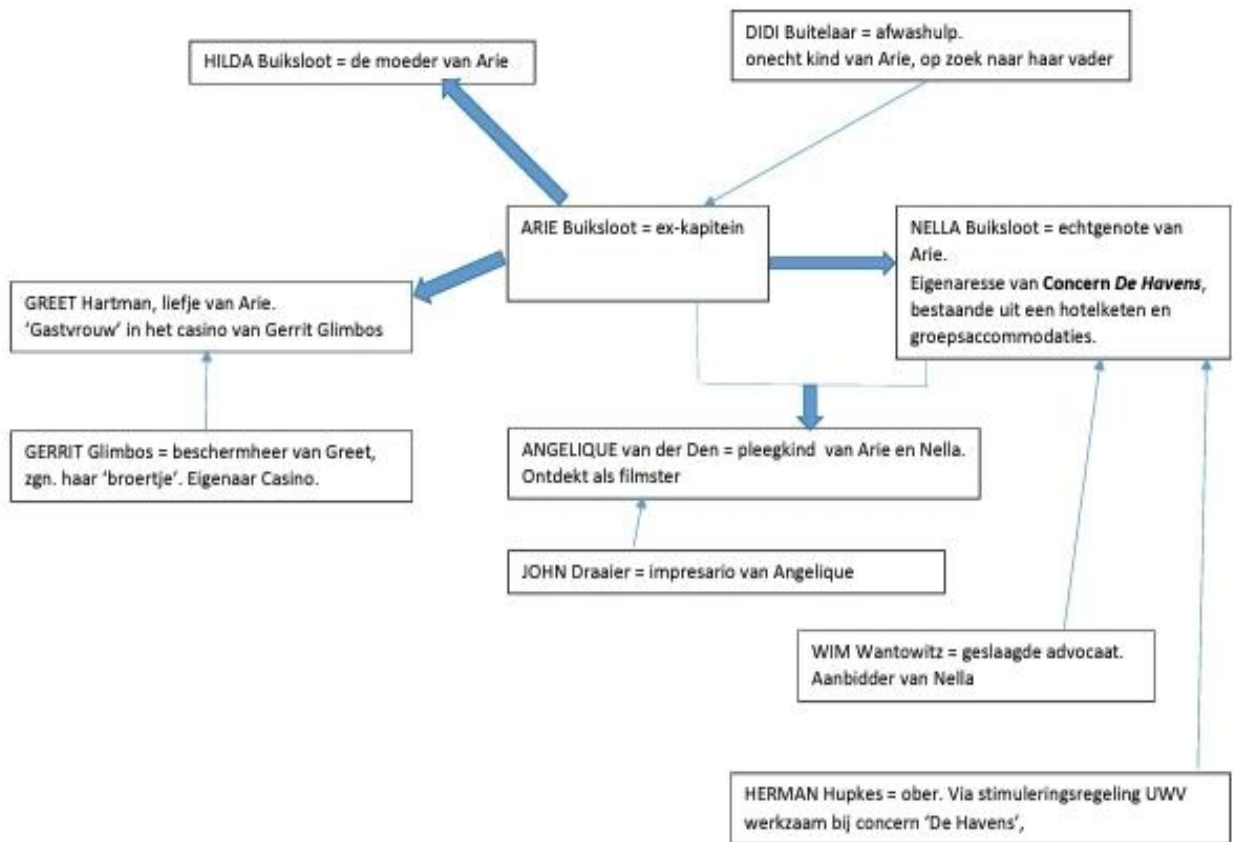 HILDA Buiksloot = de moeder van Arie
DIDI Buitelaar = afwashulp.
onecht kind van Arie, op zoek naar haar vader
ARIE Buiksloot = ex-kapitein
NELLA Buiksloot = echtgenote van
Arie.
Eigenaresse van Concern De Havens,
bestaande uit een hotelketen en
groepsaccommodaties.
GREET Hartman, liefje van Arie.
'Gastvrouw' in het casino van Gerrit Glimbos
GERRIT Glimbos = beschermheer van Greet,
zgn. haar 'broertje'. Eigenaar Casino.
ANGELIQUE van der Den = pleegkind van Arie en Nella.
Ontdekt als filmster
JOHN Draaier = impresario van Angelique
WIM Wantowitz = geslaagde advocaat.
Aanbidder van Nella
HERMAN Hupkes = ober. Via stimuleringsregeling UWV
werkzaam bij concern 'De Havens',